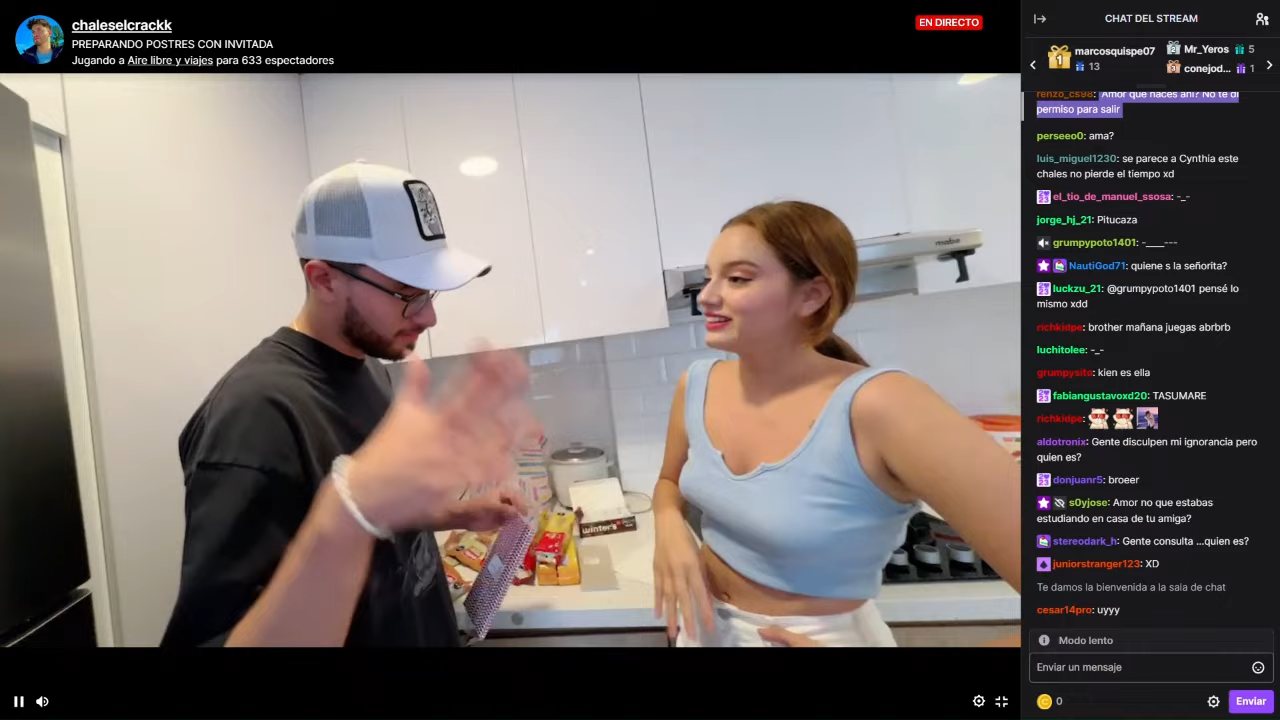 chaleselcrackk
PREPARANDO POSTRES CON INVITADA
Jugando a Aire libre y viajes para 633 espectadores
EN DIRECTO
mabe
winter's
CHAT DEL STREAM
1 marcosquispe07
13
2 Mr_Yeros 5
3 conejod... 1
renzo_cs98: Amor que haces ahi? No te di
permiso para salir
perseeo0: ama?
luis_miguel1230: se parece a Cynthia este
chales no pierde el tiempo xd
el_tio_de_manuel_ssosa: -_-
jorge_hj_21: Pitucaza
grumpypoto1401: -____---
NautiGod71: quiene s la señorita?
luckzu_21: @grumpypoto1401 pensé lo
mismo xdd
richkidpe: brother mañana juegas abrbrb
luchitolee: -_-
grumpysito: kien es ella
fabiangustavoxd20: TASUMARE
richkidpe:
aldotronix: Gente disculpen mi ignorancia pero
quien es?
donjuanr5: broeer
s0yjose: Amor no que estabas
estudiando en casa de tu amiga?
stereodark_h: Gente consulta ...quien es?
juniorstranger123: XD
Te damos la bienvenida a la sala de chat
cesar14pro: uyyy
Modo lento
Enviar un mensaje
0
Enviar